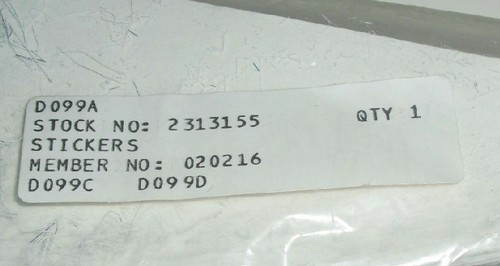 D099A
STOCK NO: 2313155 QTY 1
STICKERS
MEMBER NO: 020216
D099C D099D